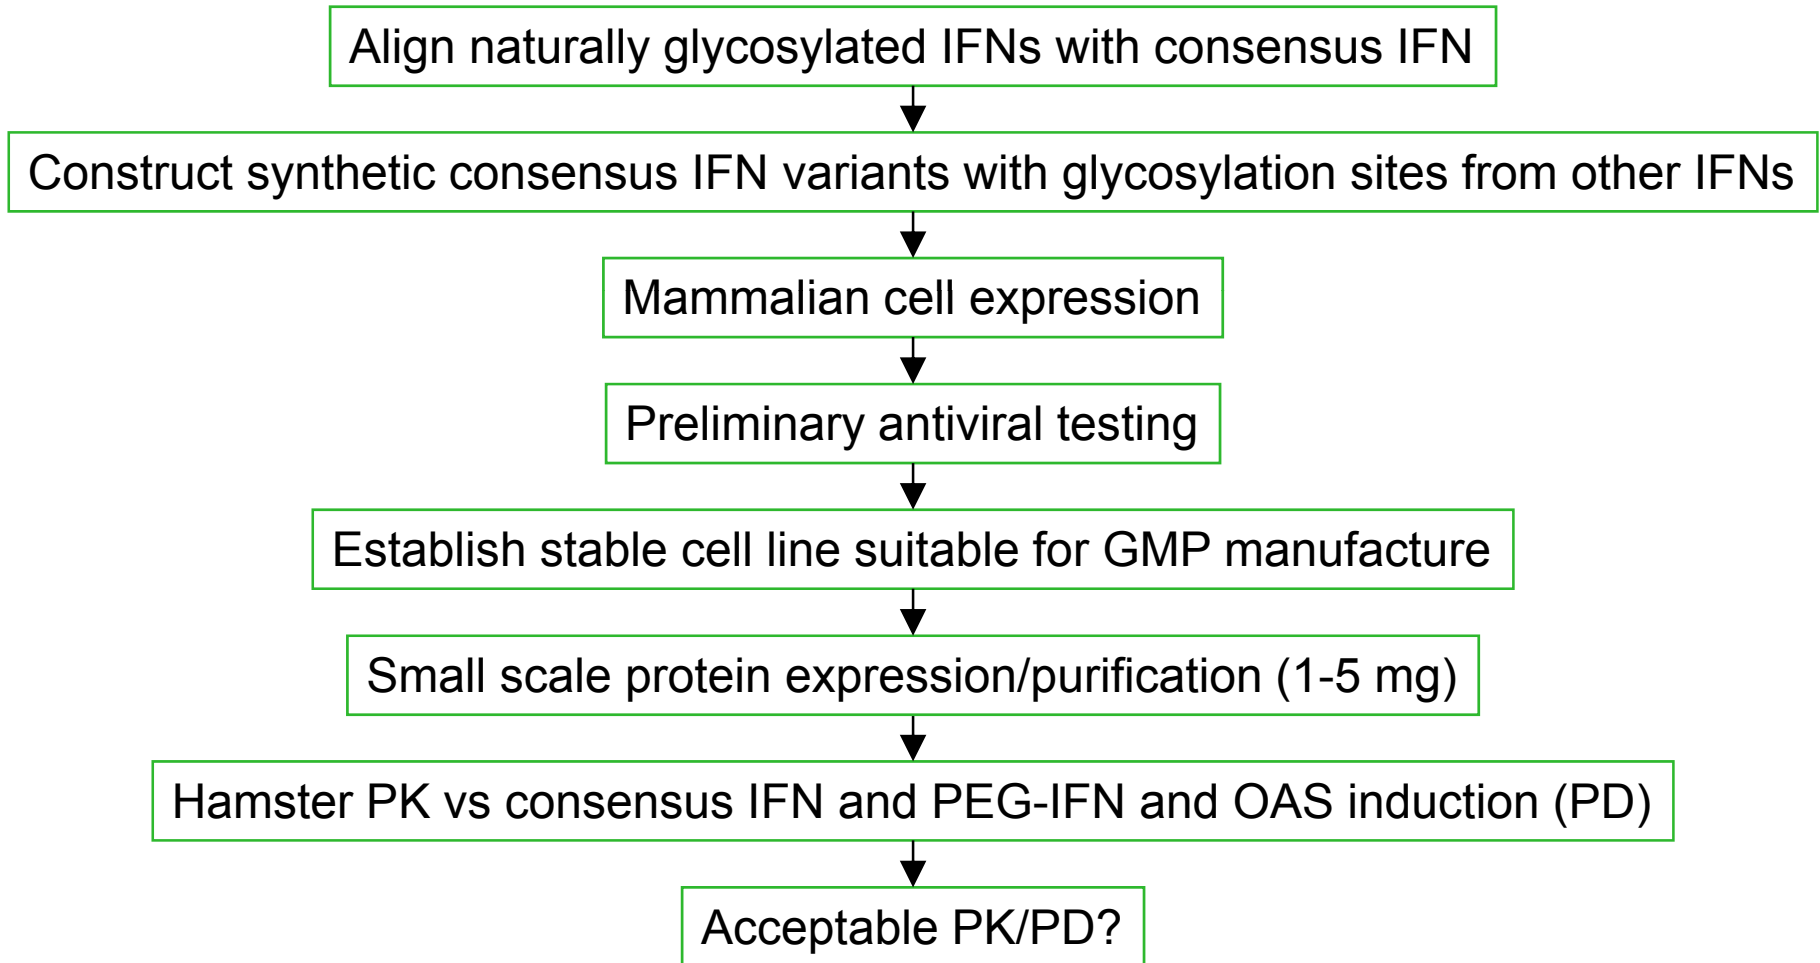 Align naturally glycosylated IFNs with consensus IFN
Construct synthetic consensus IFN variants with glycosylation sites from other IFNs
Mammalian cell expression
Preliminary antiviral testing
Establish stable cell line suitable for GMP manufacture
Small scale protein expression/purification (1-5 mg)
Hamster PK vs consensus IFN and PEG-IFN and OAS induction (PD)
Acceptable PK/PD?